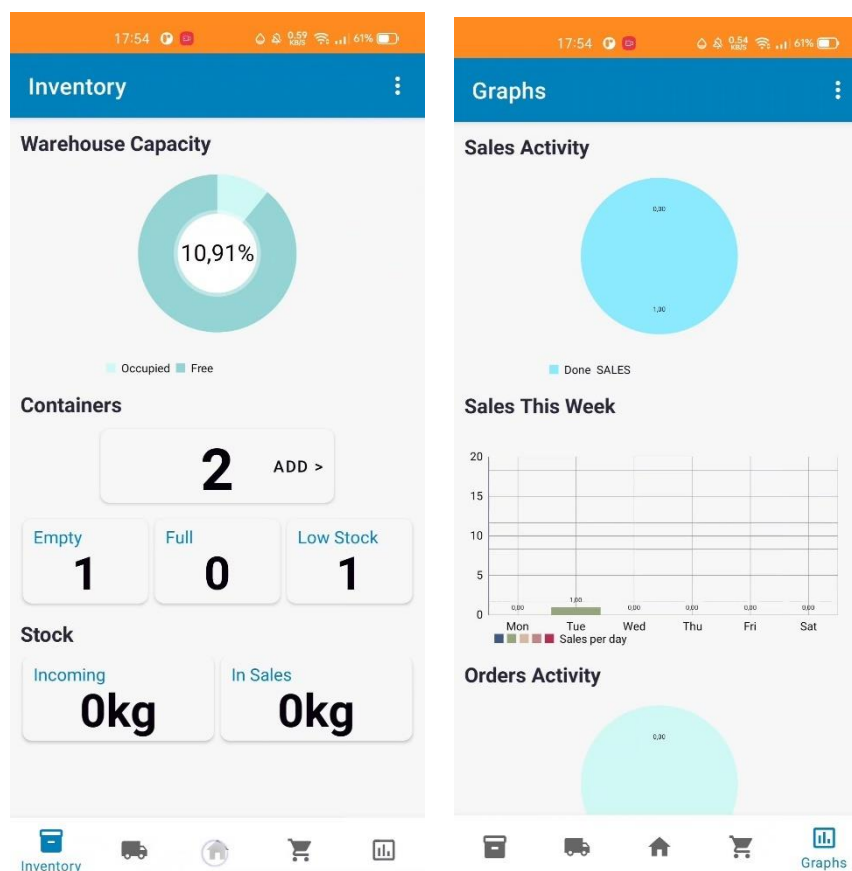 17:54 0.59 KB/S 61%
Inventory
Warehouse Capacity
10,91%
Occupied Free
Containers
2 ADD >
Empty Full Low Stock
1 0 1
Stock
Incoming In Sales
0kg 0kg
Inventory
17:54 0.54 KB/S 61%
Graphs
Sales Activity
0,00
1,00
Done SALES
Sales This Week
20
15
10
5
0
0,00 1,00 0,00 0,00 0,00 0,00
Mon Tue Wed Thu Fri Sat
Sales per day
Orders Activity
0,00
Graphs